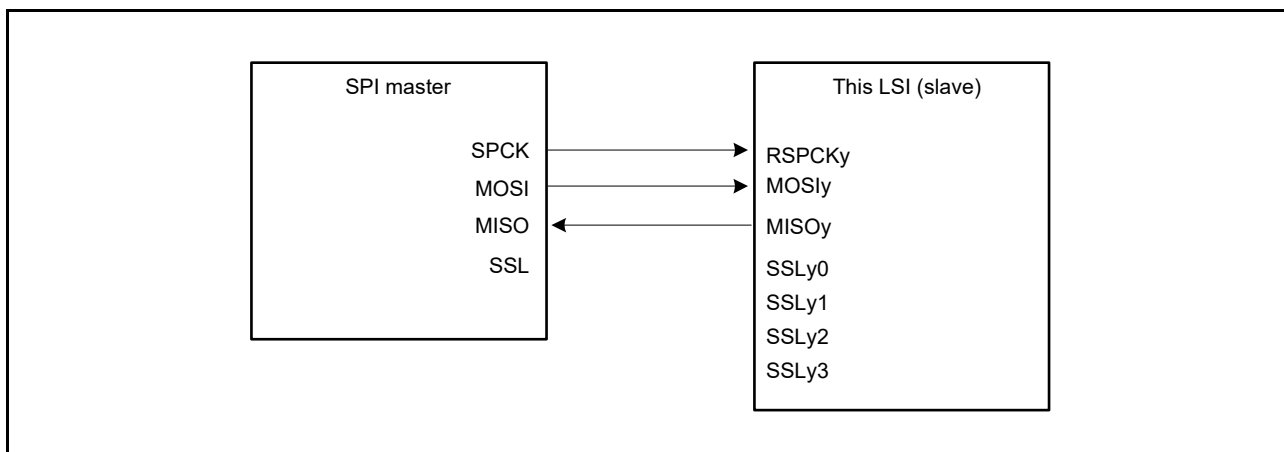 SPI master
SPCK
MOSI
MISO
SSL
This LSI (slave)
RSPCKy
MOSIy
MISOy
SSLy0
SSLy1
SSLy2
SSLy3